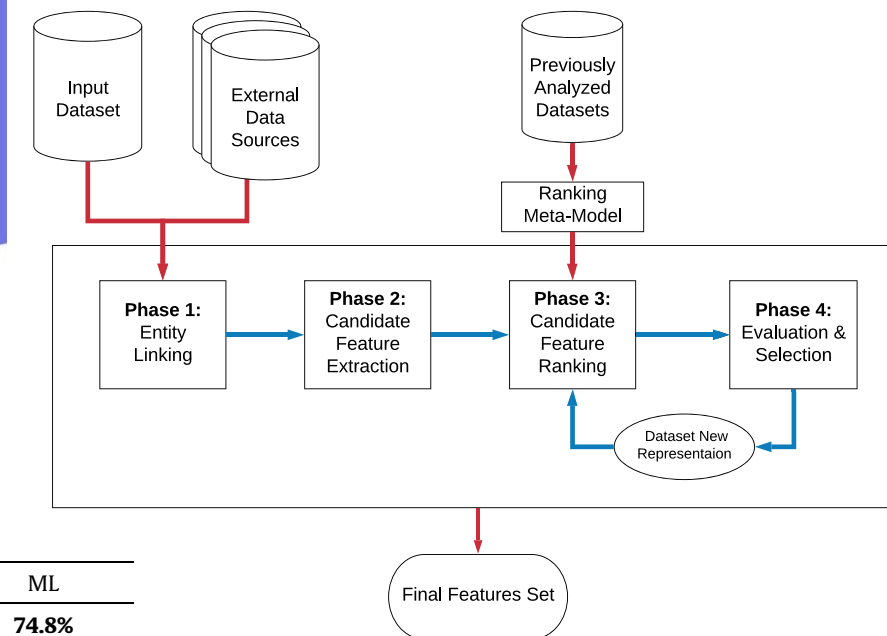 Input
Dataset
External
Data
Sources
Previously
Analyzed
Datasets
Ranking
Meta-Model
Phase 1:
Entity
Linking
Phase 2:
Candidate
Feature
Extraction
Phase 3:
Candidate
Feature
Ranking
Phase 4:
Evaluation &
Selection
Dataset New
Representaion
Final Features Set
ML
74.8%